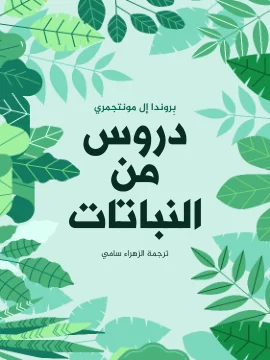 بروندا إل مونتجمري
دروس
من
النباتات
ترجمة الزهراء سامي